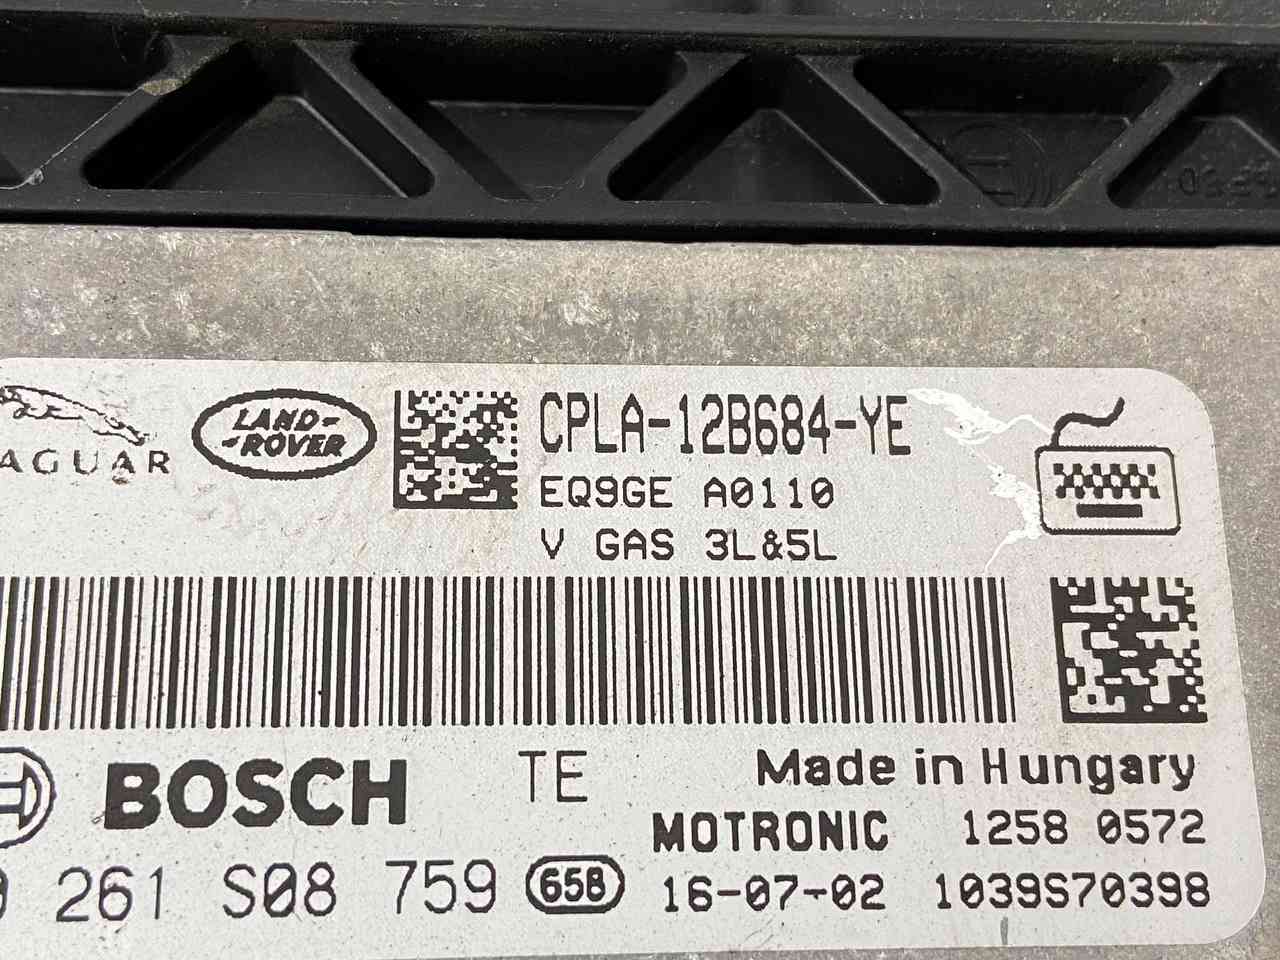 AGUAR
LAND-
-ROVER
CPLA-12B684-YE
EQ9GE A0110
V GAS 3L&5L
BOSCH
TE
Made in Hungary
MOTRONIC 1258 0572
0 261 S08 759 658 16-07-02 1039S70398